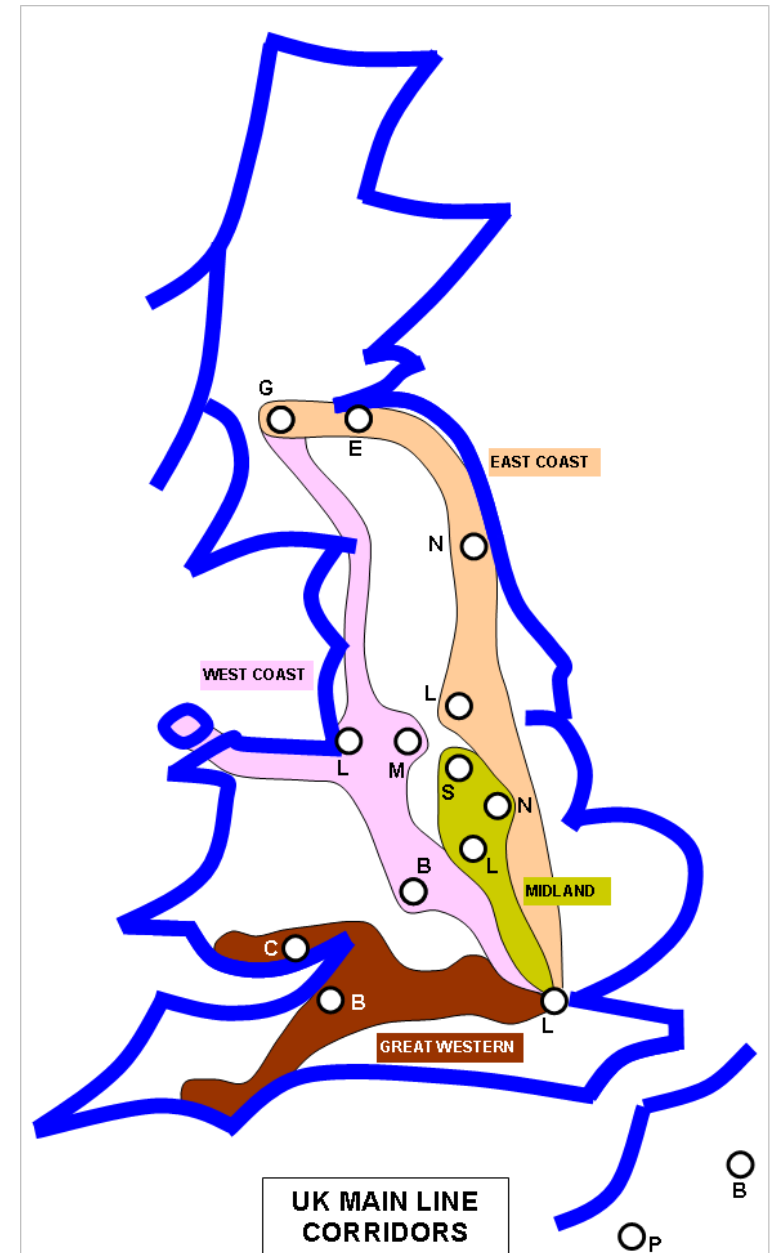 G
E
EAST COAST
N
WEST COAST
L
L
M
S
N
L
B
MIDLAND
C
B
L
GREAT WESTERN
B
P
UK MAIN LINE
CORRIDORS